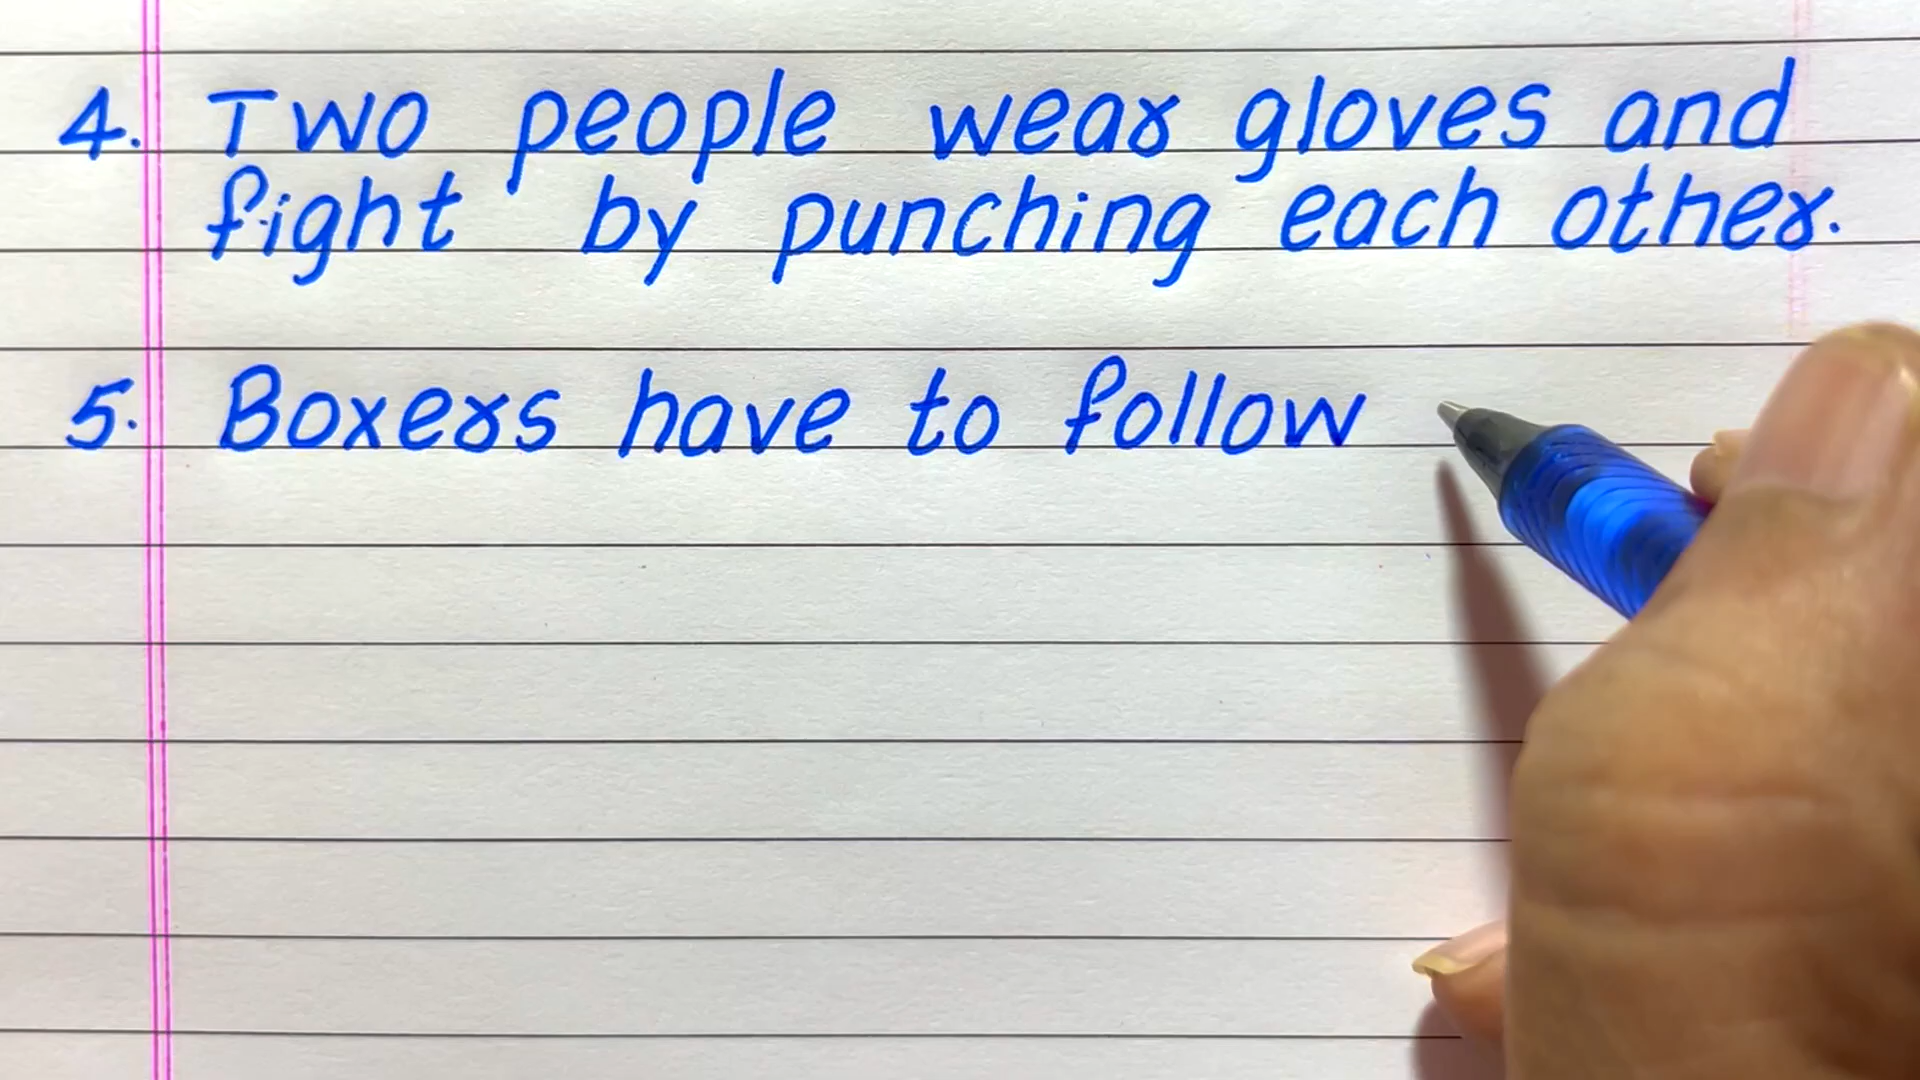 4. Two people wear gloves and
fight by punching each other.
5. Boxers have to follow